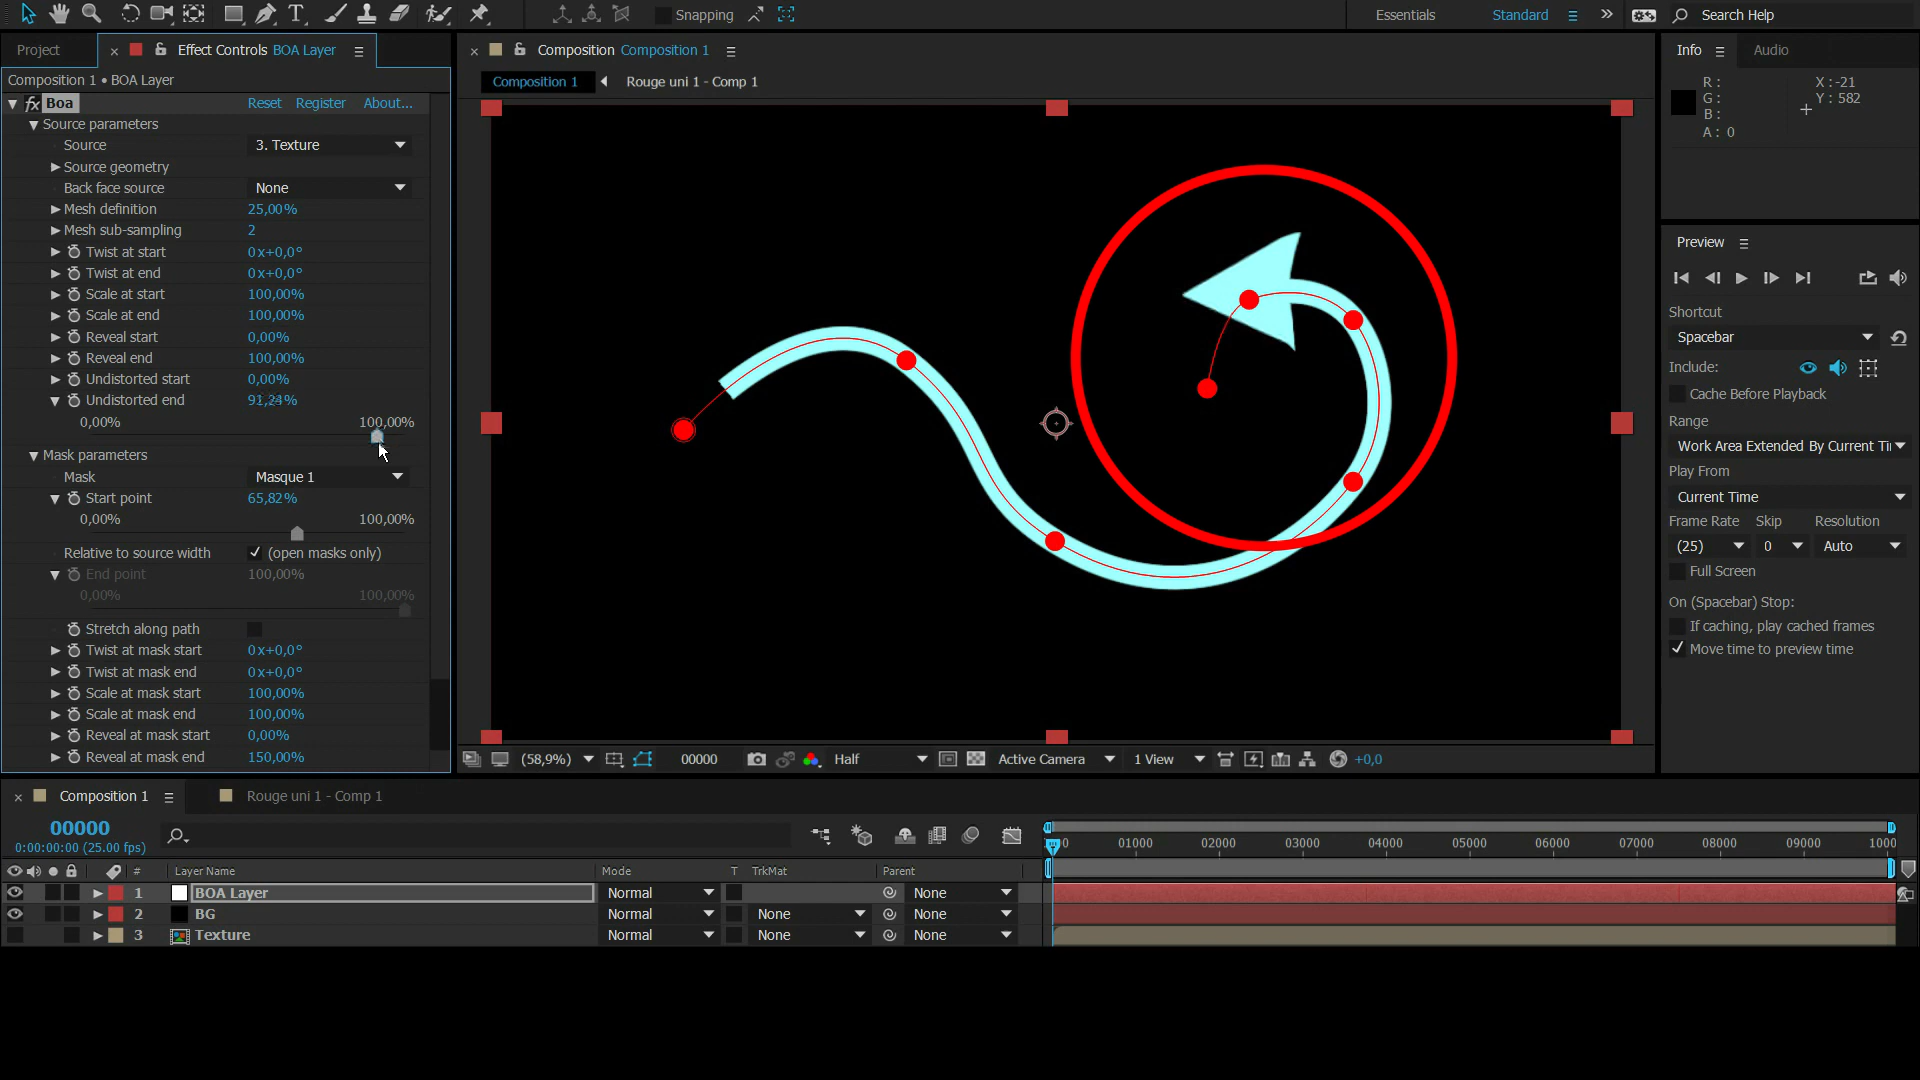 Snapping
Essentials
Standard
Search Help
Project
Effect Controls BOA Layer
Composition 1 • BOA Layer
fx Boa
Reset
Register
About...
Source parameters
Source
3. Texture
Source geometry
Back face source
None
Mesh definition
25,00%
Mesh sub-sampling
2
Twist at start
0x+0,0°
Twist at end
0x+0,0°
Scale at start
100,00%
Scale at end
100,00%
Reveal start
0,00%
Reveal end
100,00%
Undistorted start
0,00%
Undistorted end
0,00%
100,00%
Mask parameters
Mask
Masque 1
Start point
65,82%
0,00%
100,00%
Relative to source width
(open masks only)
End point
100,00%
0,00%
100,00%
Stretch along path
Twist at mask start
0x+0,0°
Twist at mask end
0x+0,0°
Scale at mask start
100,00%
Scale at mask end
100,00%
Reveal at mask start
0,00%
Reveal at mask end
150,00%
Composition Composition 1
Composition 1
Rouge uni 1 - Comp 1
(58,9%)
00000
Half
Active Camera
1 View
+0,0
Info
Audio
R :
G :
B :
A : 0
X : -21
Y : 582
Preview
Shortcut
Spacebar
Include:
Cache Before Playback
Range
Work Area Extended By Current Ti
Play From
Current Time
Frame Rate
Skip
Resolution
(25)
0
Auto
Full Screen
On (Spacebar) Stop:
If caching, play cached frames
Move time to preview time
Composition 1
Rouge uni 1 - Comp 1
00000
0:00:00:00 (25.00 fps)
#
Layer Name
Mode
T
TrkMat
Parent
1
BOA Layer
Normal
None
2
BG
Normal
None
None
3
Texture
Normal
None
None
01000
02000
03000
04000
05000
06000
07000
08000
09000
1000